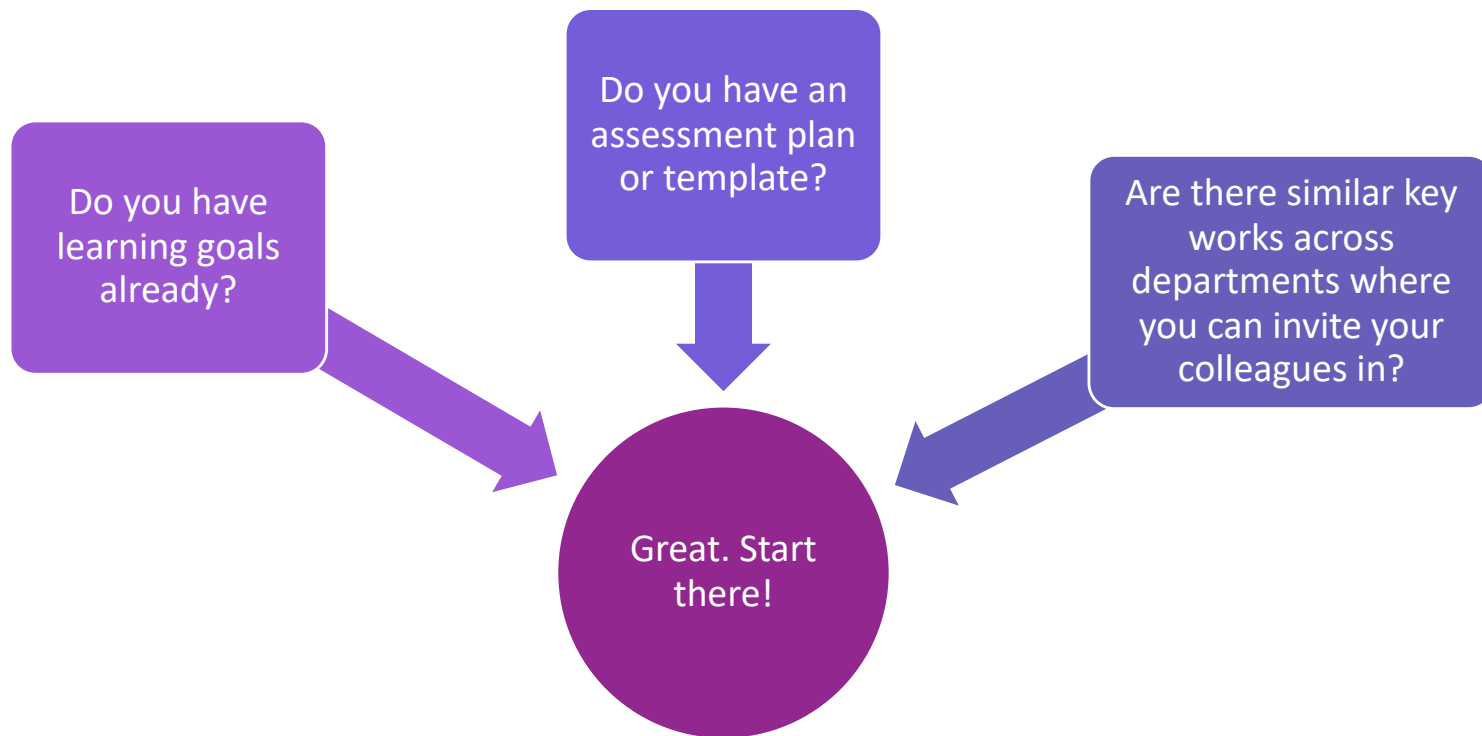 Do you have
learning goals
already?
Do you have an
assessment plan
or template?
Are there similar key
works across
departments where
you can invite your
colleagues in?
Great. Start
there!